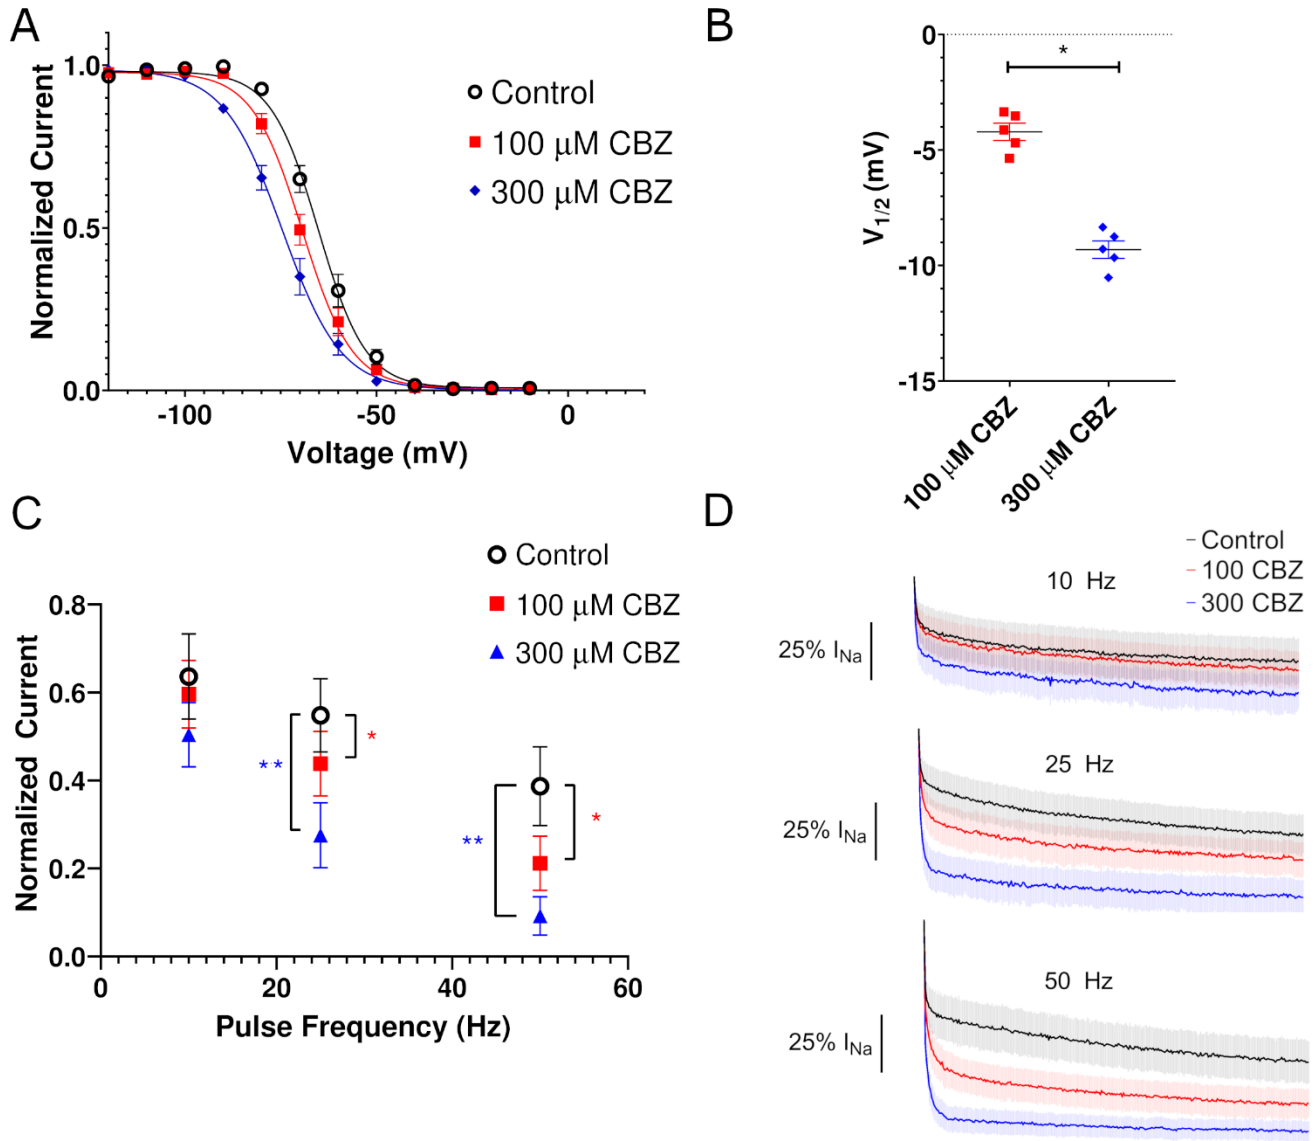 A
Normalized Current
1.0
0.5
0.0
-100
-50
0
Voltage (mV)
Control
100 μM CBZ
300 μM CBZ
B
V1/2 (mV)
0
-5
-10
-15
*
100 μM CBZ
300 μM CBZ
C
Normalized Current
0.8
0.6
0.4
0.2
0.0
0
20
40
60
Pulse Frequency (Hz)
Control
100 μM CBZ
300 μM CBZ
**
*
**
*
D
Control
100 CBZ
300 CBZ
10 Hz
25% INa
25 Hz
25% INa
50 Hz
25% INa